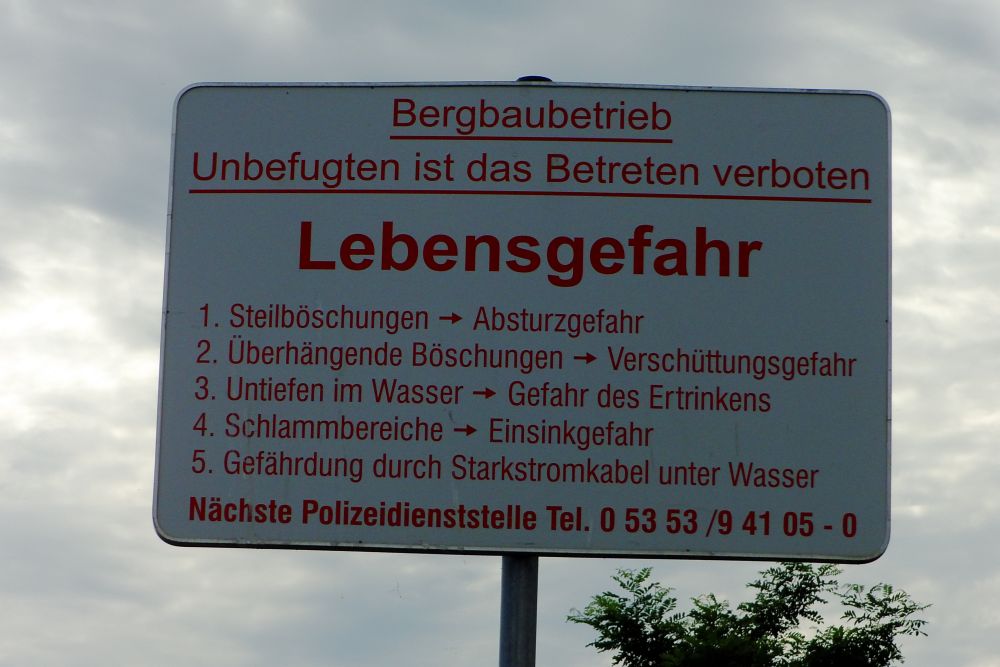 Bergbaubetrieb
Unbefugten ist das Betreten verboten
Lebensgefahr
1. Steilböschungen → Absturzgefahr
2. Überhängende Böschungen → Verschüttungsgefahr
3. Untiefen im Wasser → Gefahr des Ertrinkens
4. Schlammbereiche → Einsinkgefahr
5. Gefährdung durch Starkstromkabel unter Wasser
Nächste Polizeidienststelle Tel. 0 53 53 /9 41 05 - 0